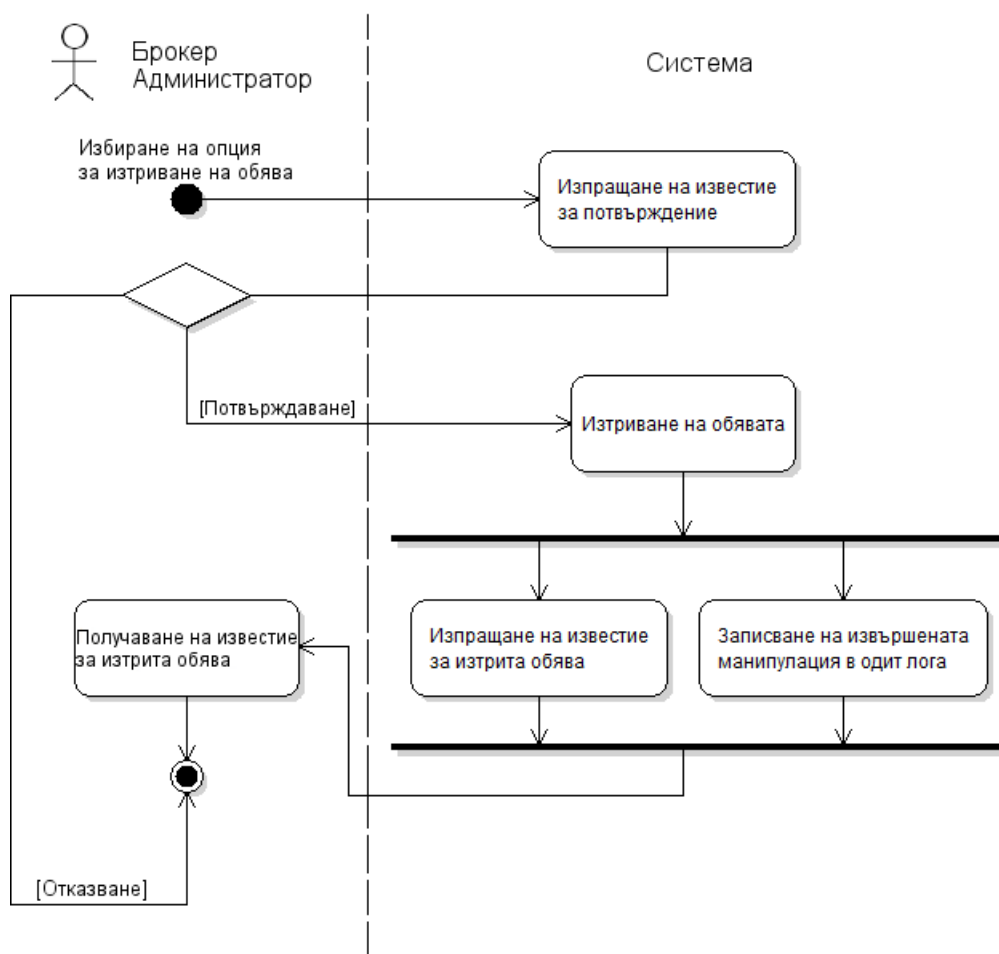 Брокер
Администратор
Система
Избиране на опция
за изтриване на обява
Изпращане на известие
за потвърждение
[Потвърждаване]
Изтриване на обявата
Получаване на известие
за изтрита обява
Изпращане на известие
за изтрита обява
Записване на извършената
манипулация в одит лога
[Отказване]